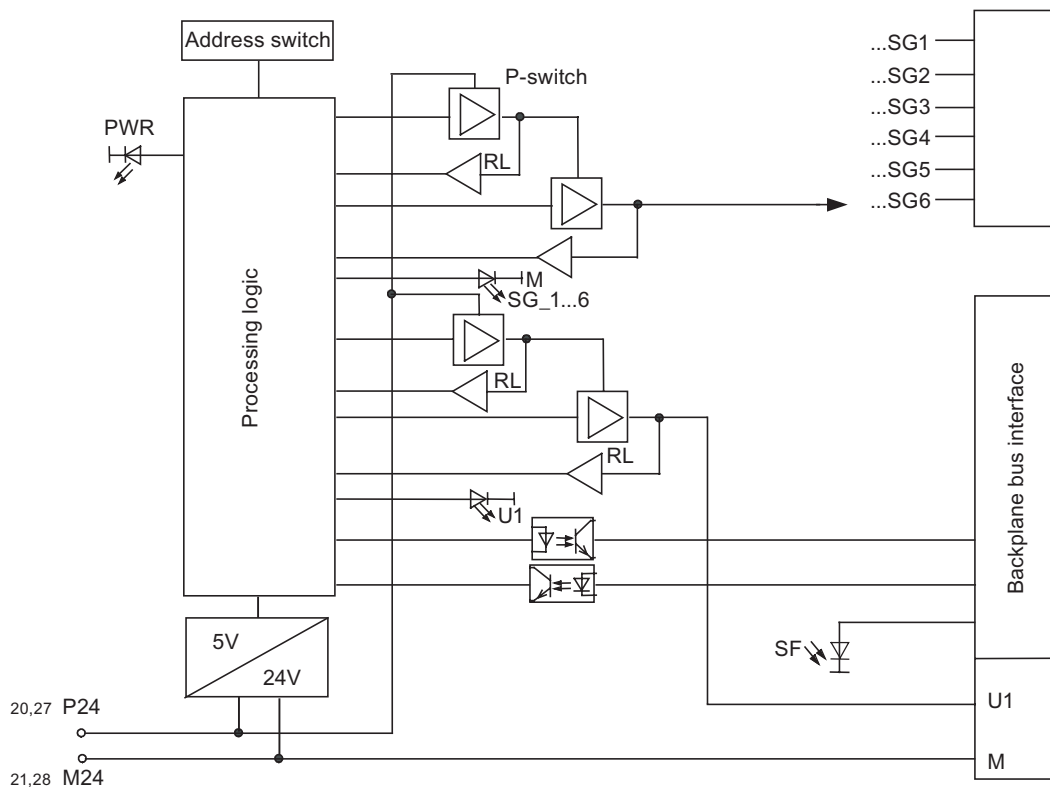 Address switch
P-switch
...SG1
...SG2
...SG3
...SG4
...SG5
...SG6
PWR
RL
M
SG_1...6
Processing logic
RL
RL
U1
Backplane bus interface
5V
24V
SF
20,27 P24
U1
21,28 M24
M